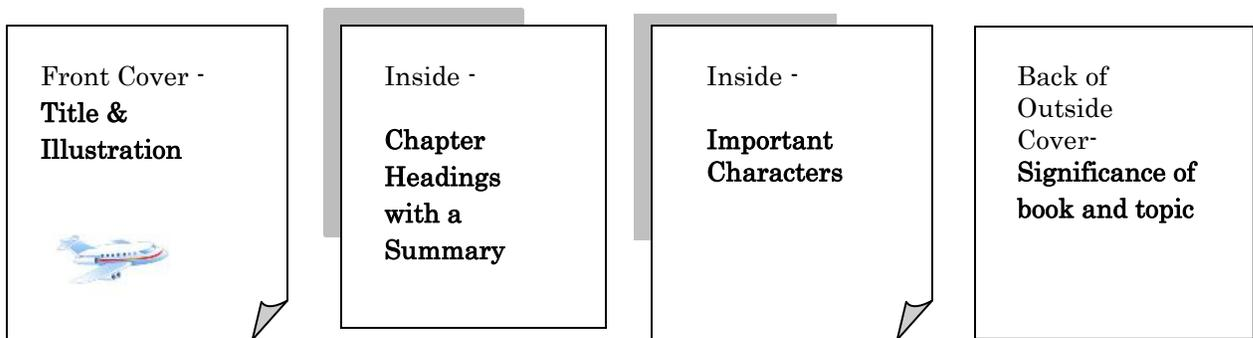 Front Cover -
Title &
Illustration
Inside -
Chapter
Headings
with a
Summary
Inside -
Important
Characters
Back of
Outside
Cover-
Significance of
book and topic